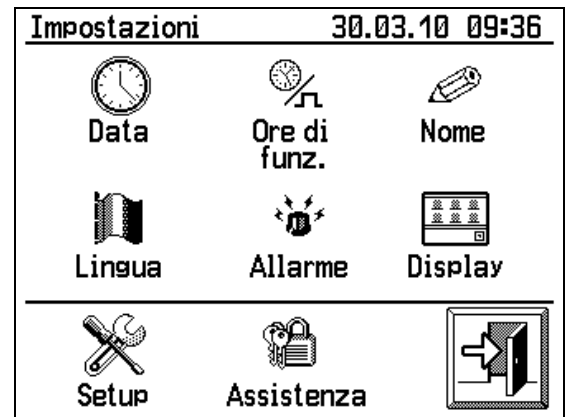 Impostazioni 30.03.10 09:36
Data
Ore di
funz.
Nome
Lingua
Allarme
Display
Setup
Assistenza